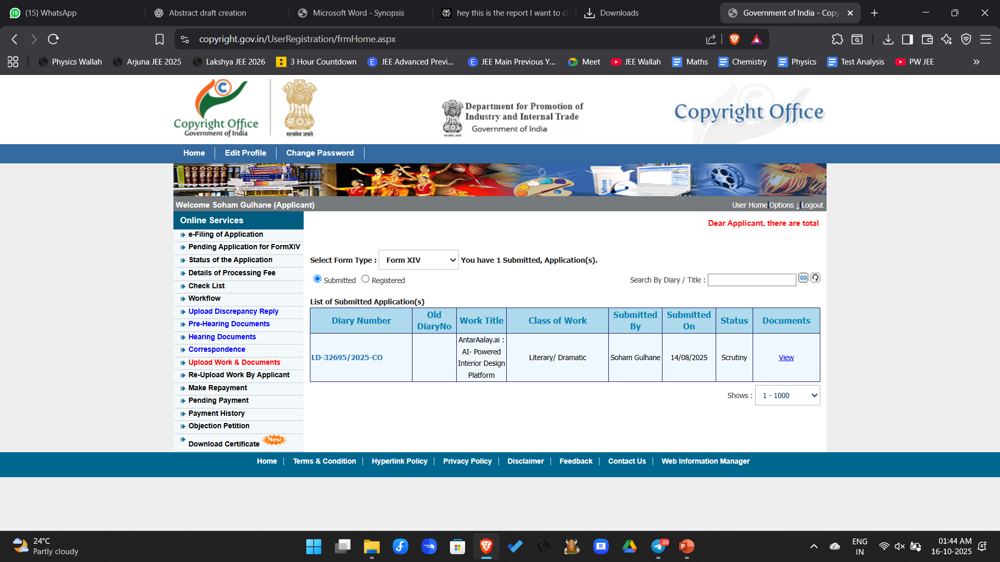 (15) WhatsApp
Abstract draft creation
Microsoft Word - Synopsis
hey this is the report I want to cl
Downloads
Government of India - Copy
copyright.gov.in/UserRegistration/frmHome.aspx
Physics Wallah
Arjuna JEE 2025
Lakshya JEE 2026
3 Hour Countdown
JEE Advanced Previ...
JEE Main Previous Y...
Meet
JEE Wallah
Maths
Chemistry
Physics
Test Analysis
PW JEE
Copyright Office
Government of India
सत्यमेव जयते
Department for Promotion of
Industry and Internal Trade
Government of India
सत्यमेव जयते
Copyright Office
Home
Edit Profile
Change Password
Software
Welcome Soham Gulhane (Applicant)
User Home|Options ↓|Logout
Online Services
Dear Applicant, there are total
e-Filing of Application
Pending Application for FormXIV
Status of the Application
Details of Processing Fee
Check List
Workflow
Upload Discrepancy Reply
Pre-Hearing Documents
Hearing Documents
Correspondence
Upload Work & Documents
Re-Upload Work By Applicant
Make Repayment
Pending Payment
Payment History
Objection Petition
Download Certificate New
Select Form Type : Form XIV You have 1 Submitted, Application(s).
Submitted Registered
Search By Diary / Title : GO
List of Submitted Application(s)
Diary Number
Old DiaryNo
Work Title
Class of Work
Submitted By
Submitted On
Status
Documents
LD-32695/2025-CO
AntarAalay.ai :
AI- Powered
Interior Design
Platform
Literary/ Dramatic
Soham Gulhane
14/08/2025
Scrutiny
View
Shows : 1 - 1000
Home
Terms & Condition
Hyperlink Policy
Privacy Policy
Disclaimer
Feedback
Contact Us
Web Information Manager
24°C
Partly cloudy
88
ENG
IN
01:44 AM
16-10-2025